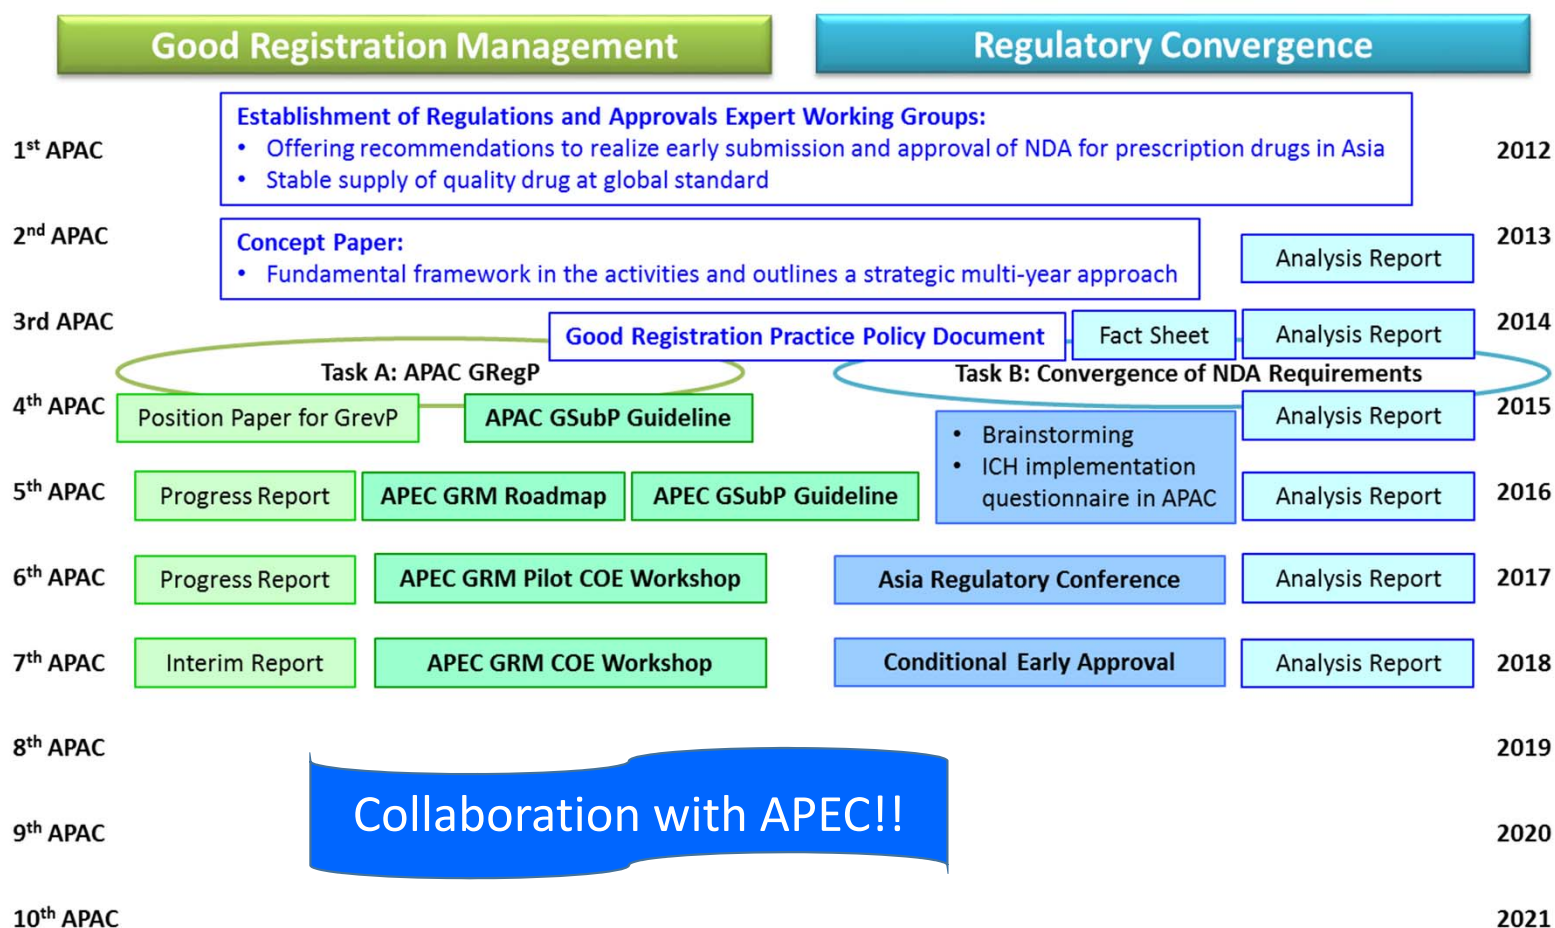 Good Registration Management
Regulatory Convergence
1st APAC
Establishment of Regulations and Approvals Expert Working Groups:
• Offering recommendations to realize early submission and approval of NDA for prescription drugs in Asia
• Stable supply of quality drug at global standard
2012
2nd APAC
Concept Paper:
• Fundamental framework in the activities and outlines a strategic multi-year approach
Analysis Report
2013
3rd APAC
Good Registration Practice Policy Document
Fact Sheet
Analysis Report
2014
Task A: APAC GRegP
Task B: Convergence of NDA Requirements
4th APAC
Position Paper for GrevP
APAC GSubP Guideline
• Brainstorming
• ICH implementation
questionnaire in APAC
Analysis Report
2015
5th APAC
Progress Report
APEC GRM Roadmap
APEC GSubP Guideline
Analysis Report
2016
6th APAC
Progress Report
APEC GRM Pilot COE Workshop
Asia Regulatory Conference
Analysis Report
2017
7th APAC
Interim Report
APEC GRM COE Workshop
Conditional Early Approval
Analysis Report
2018
8th APAC
2019
Collaboration with APEC!!
9th APAC
2020
10th APAC
2021